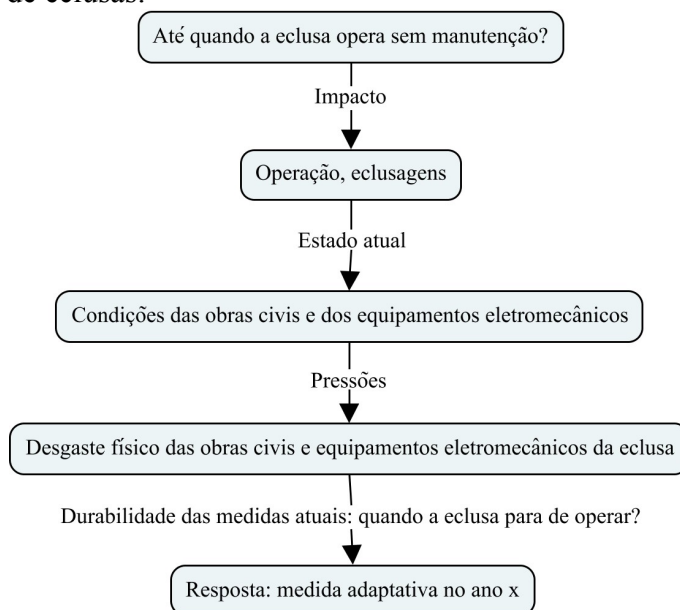 de eclusas.
Até quando a eclusa opera sem manutenção?
Impacto
Operação, eclusagens
Estado atual
Condições das obras civis e dos equipamentos eletromecânicos
Pressões
Desgaste físico das obras civis e equipamentos eletromecânicos da eclusa
Durabilidade das medidas atuais: quando a eclusa para de operar?
Resposta: medida adaptativa no ano x